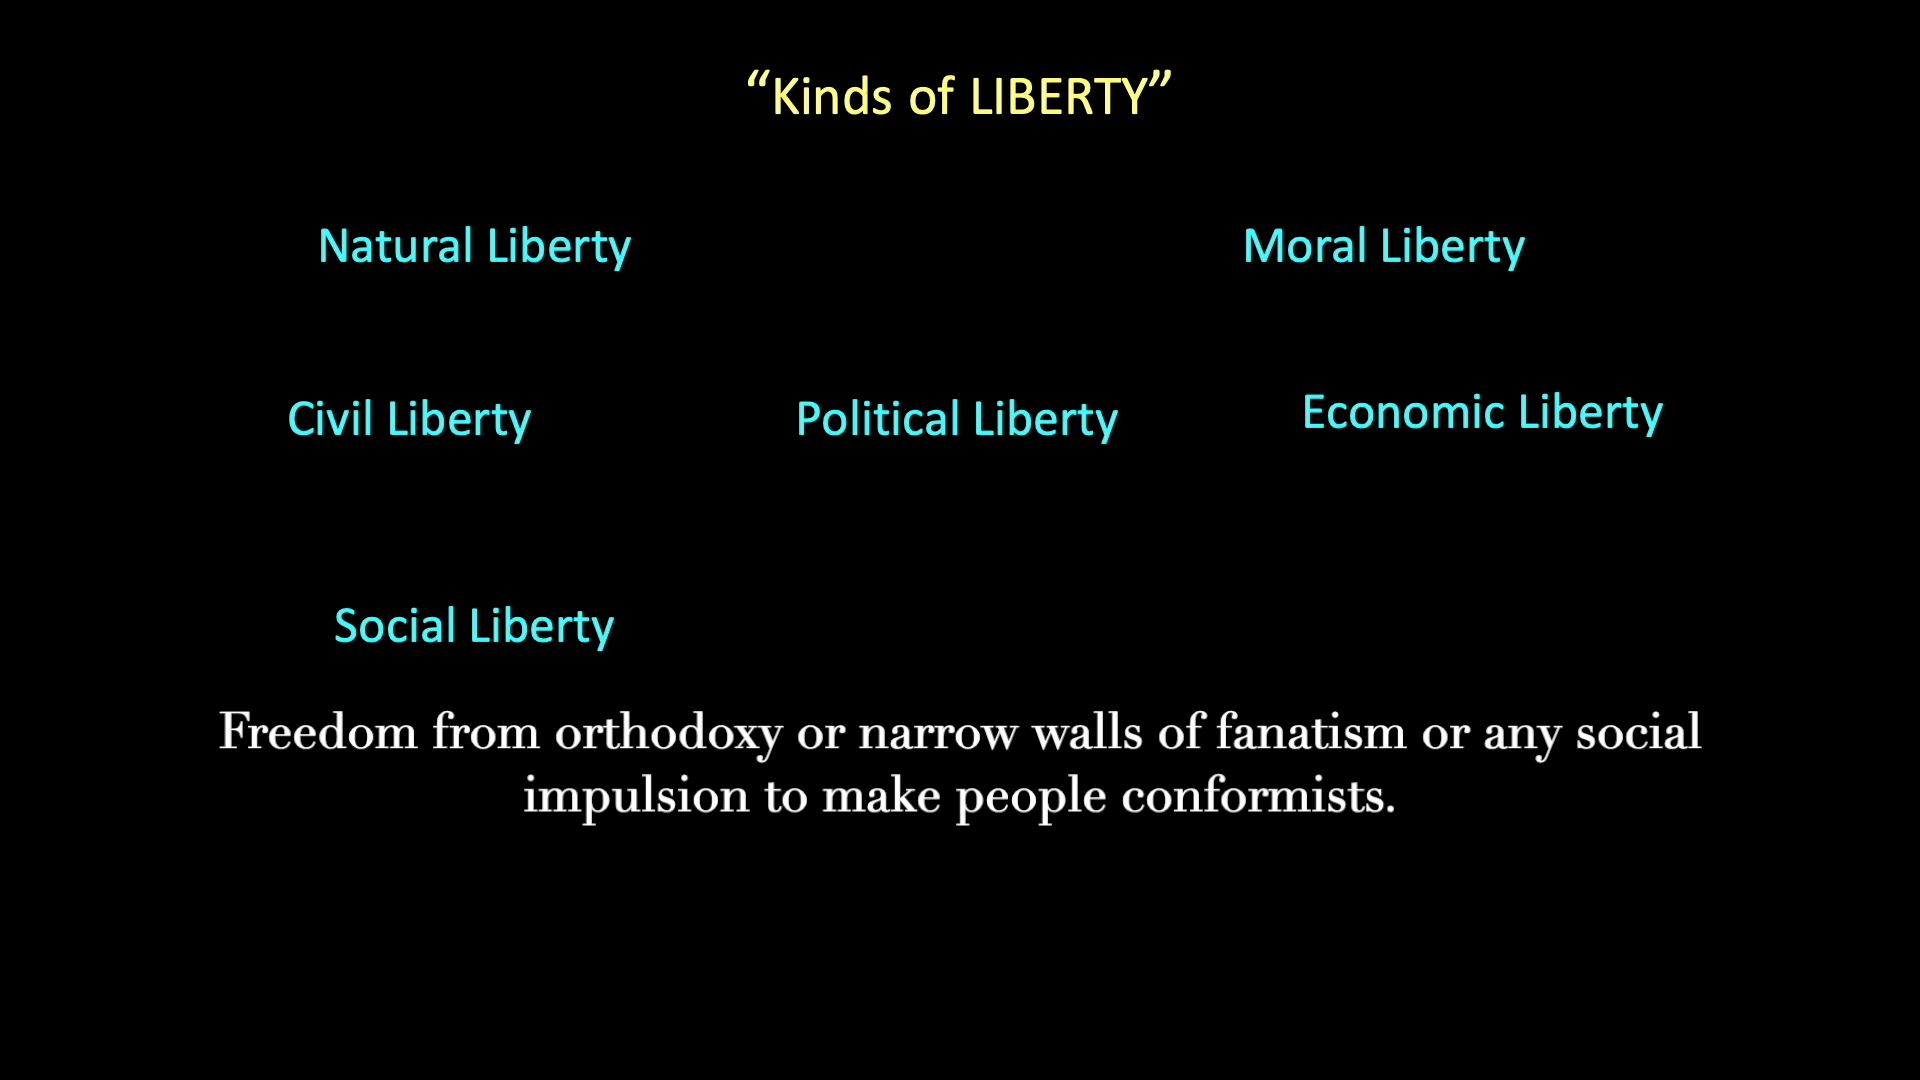 “Kinds of LIBERTY”
Natural Liberty
Moral Liberty
Civil Liberty
Political Liberty
Economic Liberty
Social Liberty
Freedom from orthodoxy or narrow walls of fanatism or any social
impulsion to make people conformists.